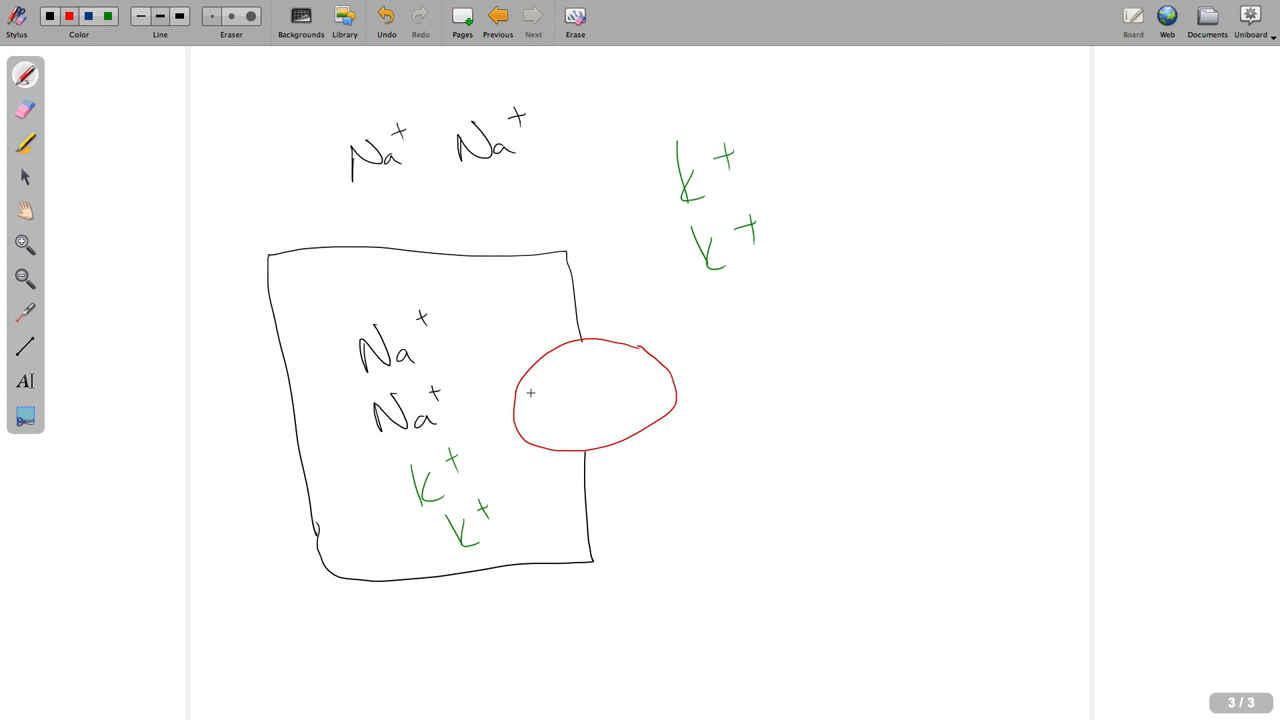 Stylus Color Line Eraser Backgrounds Library Undo Redo Pages Previous Next Erase Board Web Documents Uniboard
Na+ Na+
K+
K+
Na+
Na+
K+
K+
AI
3 / 3